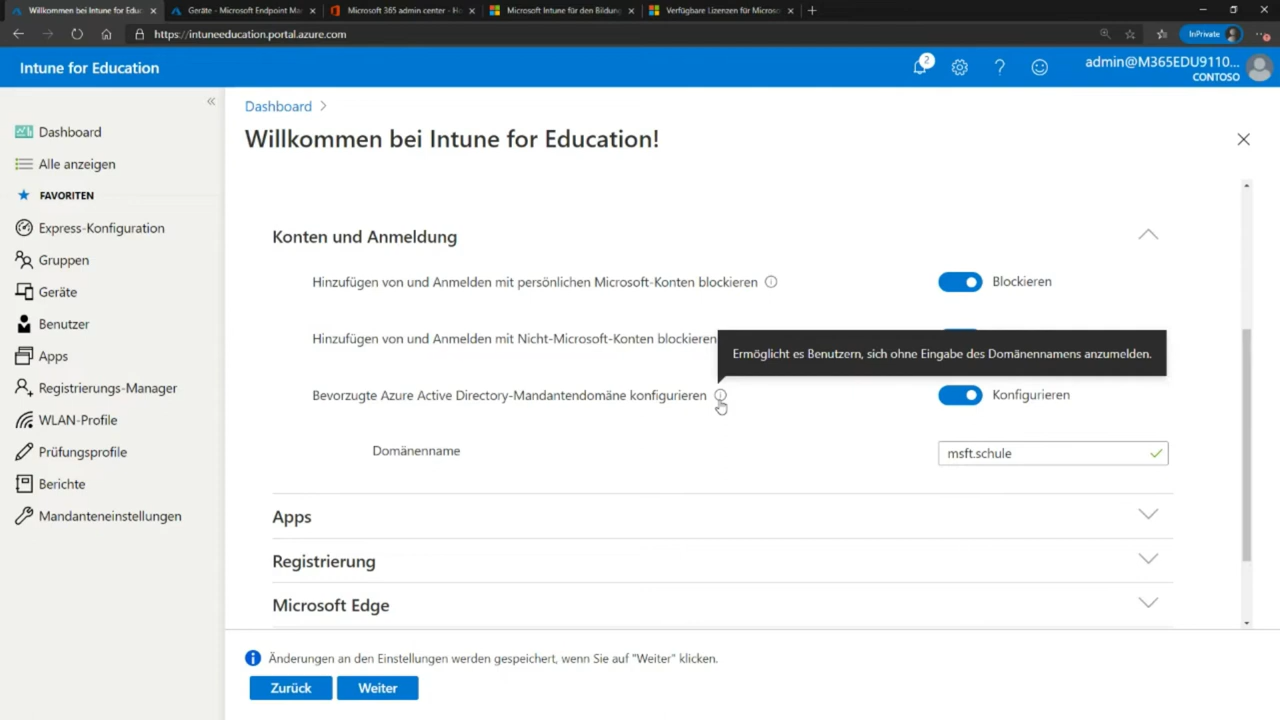 Willkommen bei Intune for Educ
Geräte - Microsoft Endpoint Ma
Microsoft 365 admin center - Ho
Microsoft Intune für den Bildung
Verfügbare Lizenzen für Microso
https://intuneeducation.portal.azure.com
InPrivate
Intune for Education
2
admin@M365EDU9110...
CONTOSO
Dashboard
Alle anzeigen
FAVORITEN
Express-Konfiguration
Gruppen
Geräte
Benutzer
Apps
Registrierungs-Manager
WLAN-Profile
Prüfungsprofile
Berichte
Mandanteneinstellungen
Dashboard
Willkommen bei Intune for Education!
Konten und Anmeldung
Hinzufügen von und Anmelden mit persönlichen Microsoft-Konten blockieren
Blockieren
Hinzufügen von und Anmelden mit Nicht-Microsoft-Konten blockieren
Ermöglicht es Benutzern, sich ohne Eingabe des Domänennamens anzumelden.
Bevorzugte Azure Active Directory-Mandantendomäne konfigurieren
Konfigurieren
Domänenname
msft.schule
Apps
Registrierung
Microsoft Edge
Änderungen an den Einstellungen werden gespeichert, wenn Sie auf "Weiter" klicken.
Zurück
Weiter